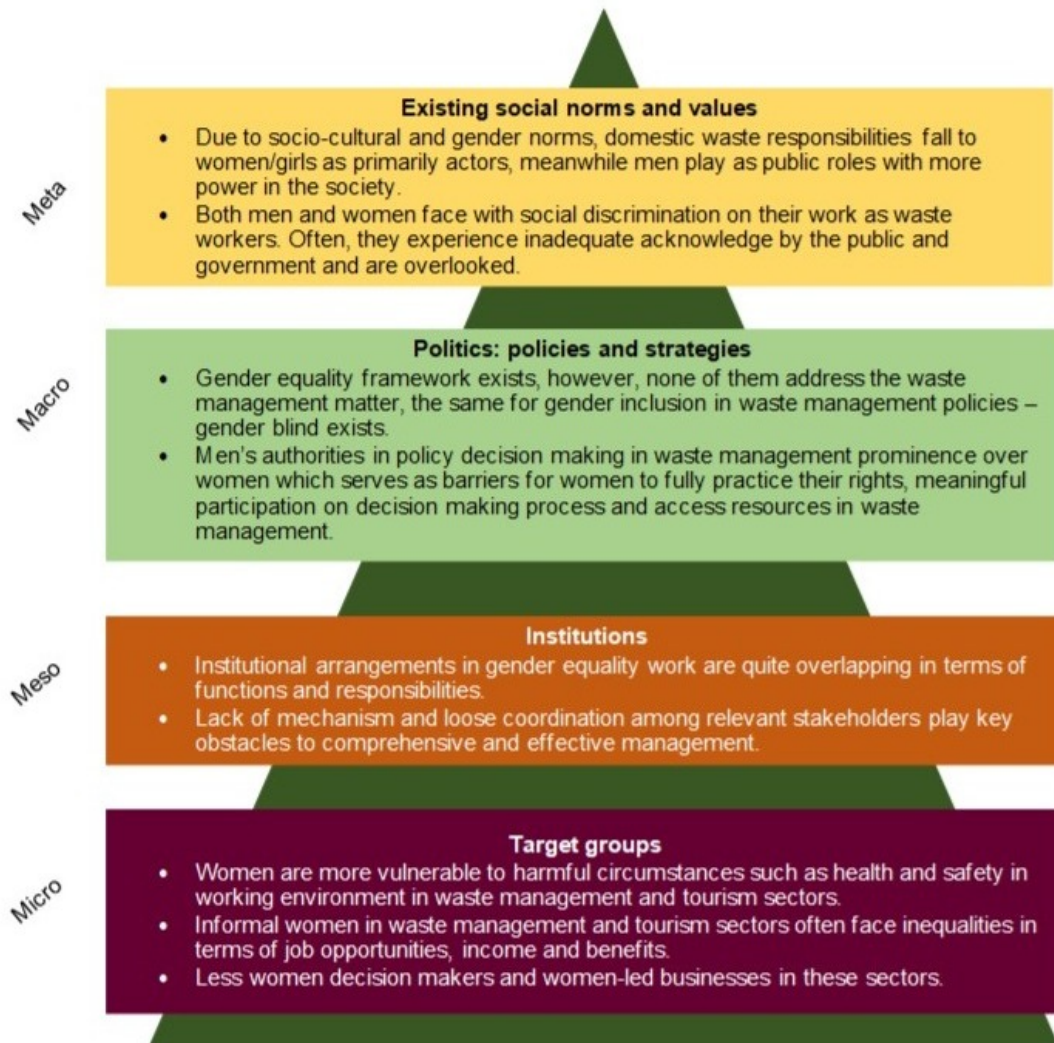 Meta
Existing social norms and values
• Due to socio-cultural and gender norms, domestic waste responsibilities fall to
women/girls as primarily actors, meanwhile men play as public roles with more
power in the society.
• Both men and women face with social discrimination on their work as waste
workers. Often, they experience inadequate acknowledge by the public and
government and are overlooked.
Macro
Politics: policies and strategies
• Gender equality framework exists, however, none of them address the waste
management matter, the same for gender inclusion in waste management policies –
gender blind exists.
• Men's authorities in policy decision making in waste management prominence over
women which serves as barriers for women to fully practice their rights, meaningful
participation on decision making process and access resources in waste
management.
Meso
Institutions
• Institutional arrangements in gender equality work are quite overlapping in terms of
functions and responsibilities.
• Lack of mechanism and loose coordination among relevant stakeholders play key
obstacles to comprehensive and effective management.
Micro
Target groups
• Women are more vulnerable to harmful circumstances such as health and safety in
working environment in waste management and tourism sectors.
• Informal women in waste management and tourism sectors often face inequalities in
terms of job opportunities, income and benefits.
• Less women decision makers and women-led businesses in these sectors.